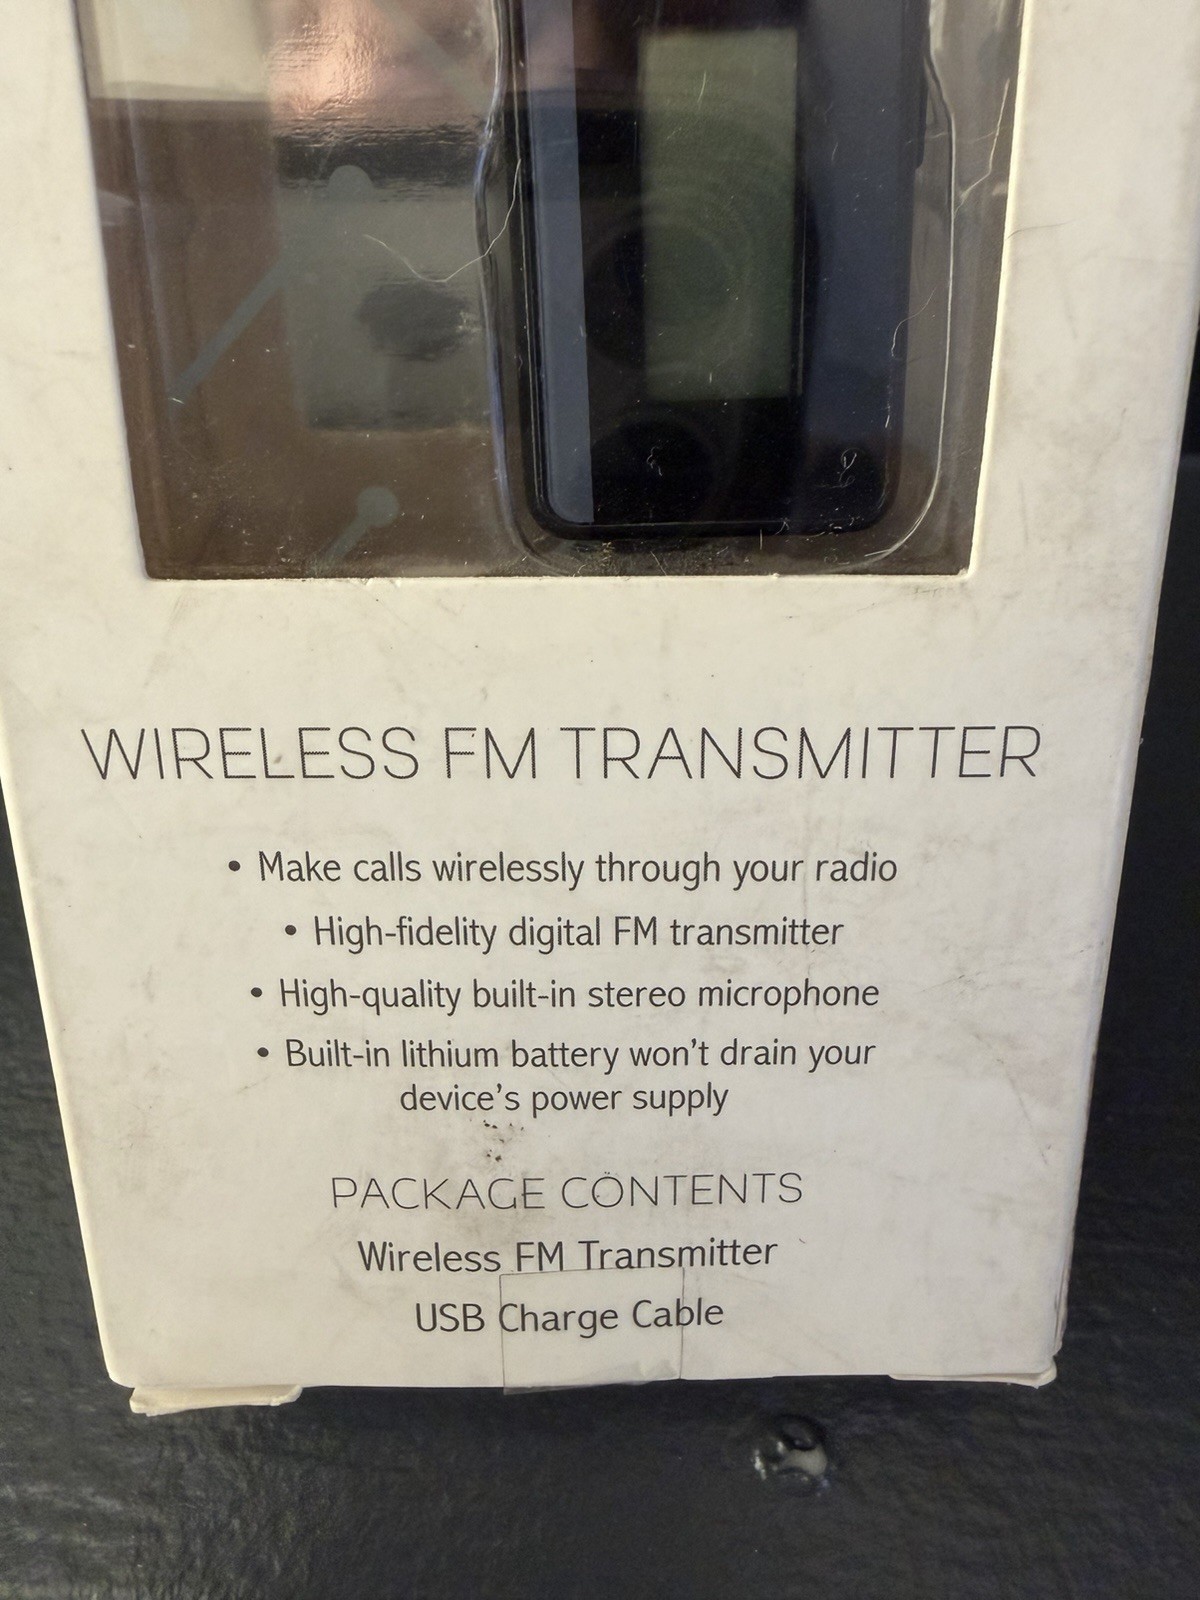 WIRELESS FM TRANSMITTER
• Make calls wirelessly through your radio
• High-fidelity digital FM transmitter
• High-quality built-in stereo microphone
• Built-in lithium battery won't drain your
device's power supply
PACKAGE CONTENTS
Wireless FM Transmitter
USB Charge Cable